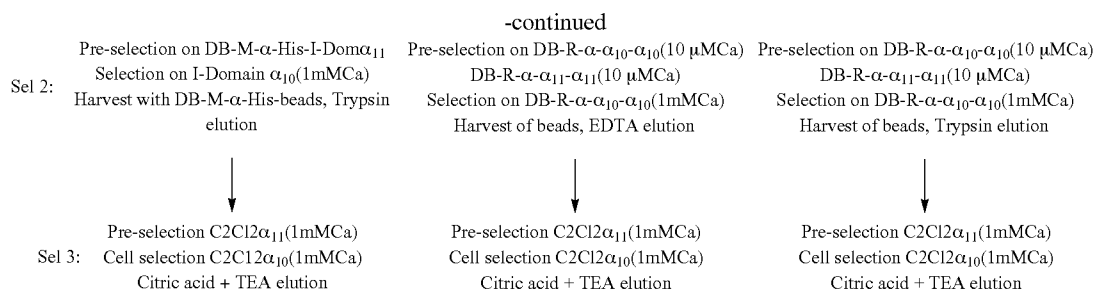 -continued
Sel 2:
Pre-selection on DB-M-α-His-I-Domα₁₁
Selection on I-Domain α₁₀(1mMCa)
Harvest with DB-M-α-His-beads, Trypsin
elution
Pre-selection on DB-R-α-α₁₀-α₁₀(10 μMCa)
DB-R-α-α₁₁-α₁₁(10 μMCa)
Selection on DB-R-α-α₁₀-α₁₀(1mMCa)
Harvest of beads, EDTA elution
Pre-selection on DB-R-α-α₁₀-α₁₀(10 μMCa)
DB-R-α-α₁₁-α₁₁(10 μMCa)
Selection on DB-R-α-α₁₀-α₁₀(1mMCa)
Harvest of beads, Trypsin elution
Sel 3:
Pre-selection C2Cl2α₁₁(1mMCa)
Cell selection C2C12α₁₀(1mMCa)
Citric acid + TEA elution
Pre-selection C2Cl2α₁₁(1mMCa)
Cell selection C2Cl2α₁₀(1mMCa)
Citric acid + TEA elution
Pre-selection C2Cl2α₁₁(1mMCa)
Cell selection C2Cl2α₁₀(1mMCa)
Citric acid + TEA elution